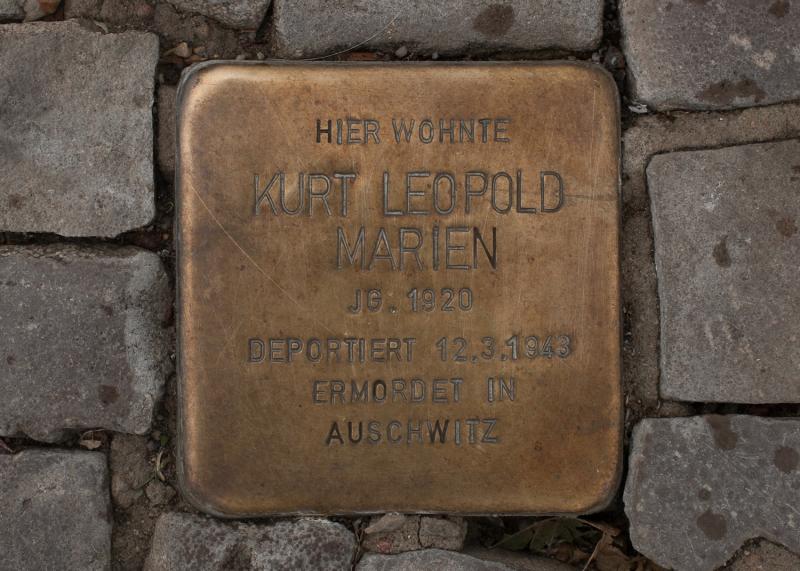 HIER WOHNTE
KURT LEOPOLD
MARIEN
JG. 1920
DEPORTIERT 12.3.1943
ERMORDET IN
AUSCHWITZ